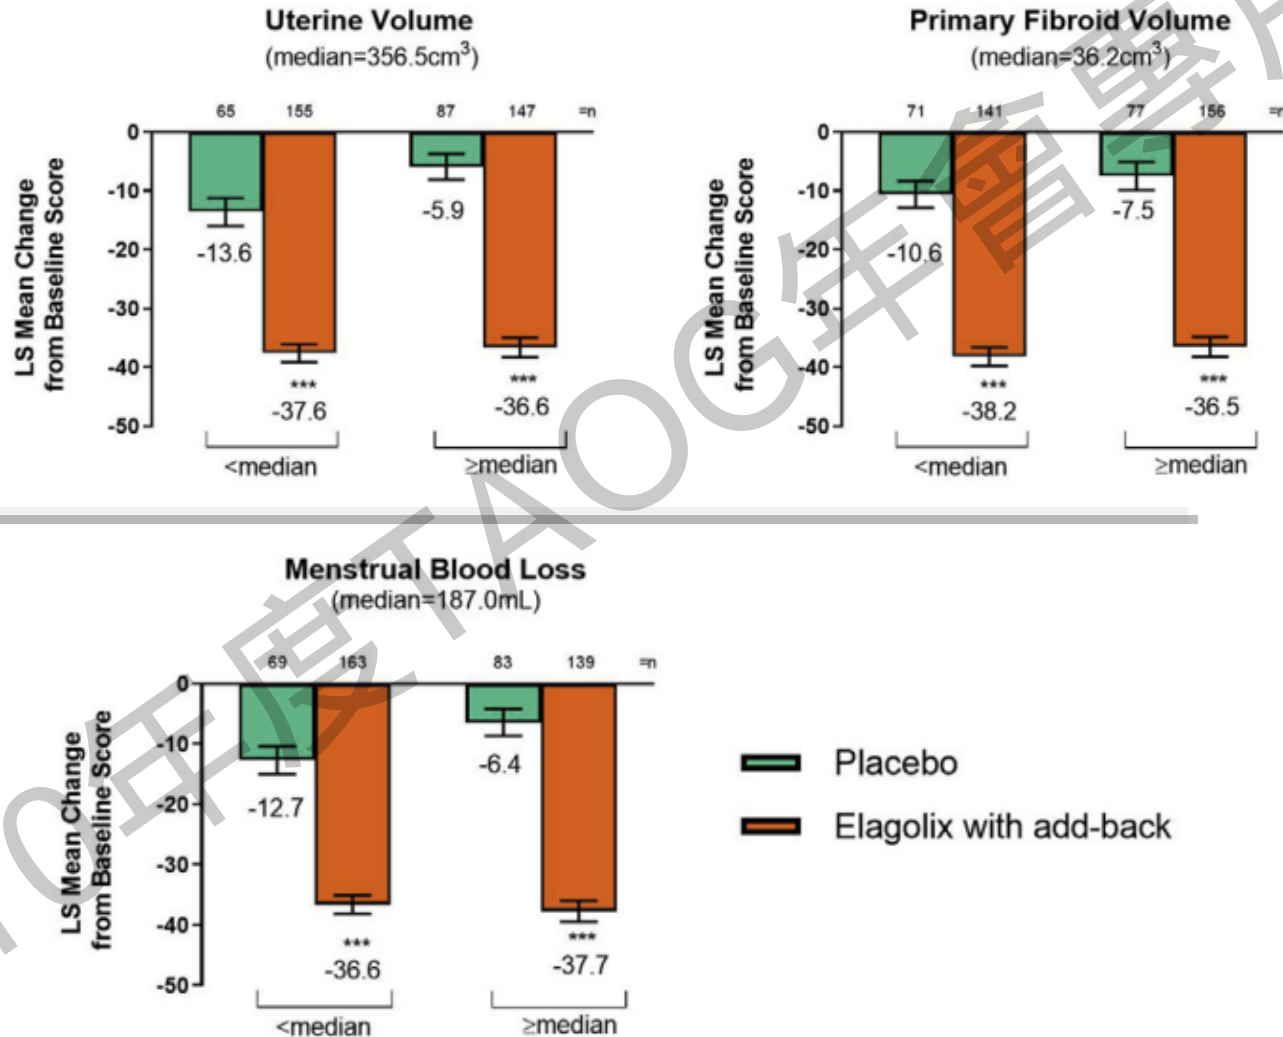 Uterine Volume
(median=356.5cm³)
65 155 87 147 =n
0
-10
-20
-30
-40
-50
LS Mean Change
from Baseline Score
-13.6
***
-37.6
-5.9
***
-36.6
<median
≥median
Primary Fibroid Volume
(median=36.2cm³)
71 141 77 156 =n
0
-10
-20
-30
-40
-50
LS Mean Change
from Baseline Score
-10.6
***
-38.2
-7.5
***
-36.5
<median
≥median
Menstrual Blood Loss
(median=187.0mL)
69 163 83 139 =n
0
-10
-20
-30
-40
-50
LS Mean Change
from Baseline Score
-12.7
***
-36.6
-6.4
***
-37.7
<median
≥median
Placebo
Elagolix with add-back
0年度TAOG年會專